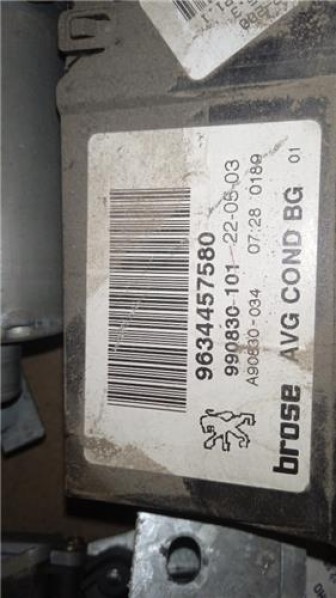 9634457580
990830-101 22-05-03
A90830-034 07:28 0189
brose AVG COND BG 01